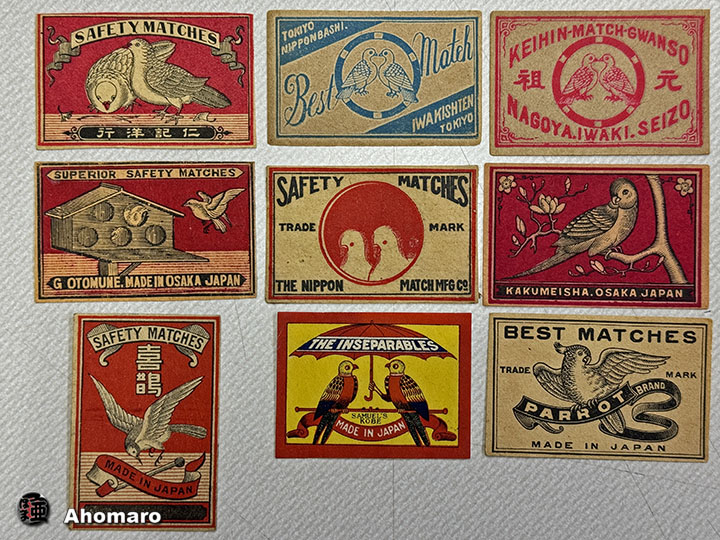 SAFETY MATCHES
行洋記仁
TOKIYO
NIPPONBASHI.
Best Match
IWAKISHTEN
TOKIYO
KEIHIN-MATCH-GWANSO
祖 元
NAGOYA.IWAKI.SEIZO.
SUPERIOR SAFETY MATCHES
G OTOMUNE. MADE IN OSAKA JAPAN
SAFETY MATCHES
TRADE MARK
THE NIPPON MATCH MFG Co
KAKUMEISHA. OSAKA JAPAN
SAFETY MATCHES
喜鵲
MADE IN JAPAN
THE INSEPARABLES
SAMUEL'S
KOBE
MADE IN JAPAN
BEST MATCHES
TRADE MARK
PARROT BRAND
MADE IN JAPAN
Ahomaro